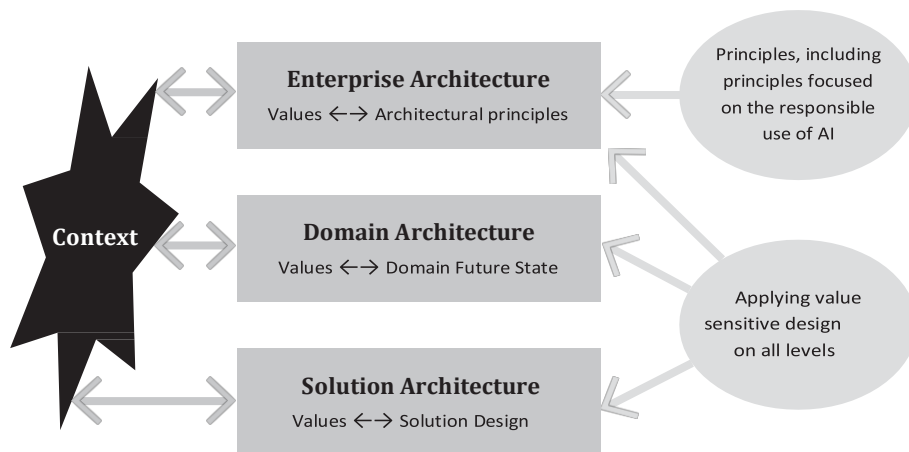 Enterprise Architecture
Values ←→ Architectural principles
Principles, including
principles focused
on the responsible
use of AI
Context
Domain Architecture
Values ←→ Domain Future State
Applying value
sensitive design
on all levels
Solution Architecture
Values ←→ Solution Design